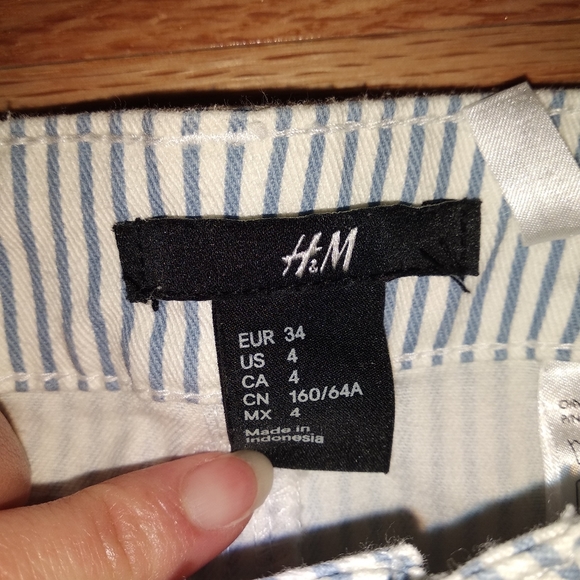 H&M
EUR 34
US 4
CA 4
CN 160/64A
MX 4
Made in
Indonesia